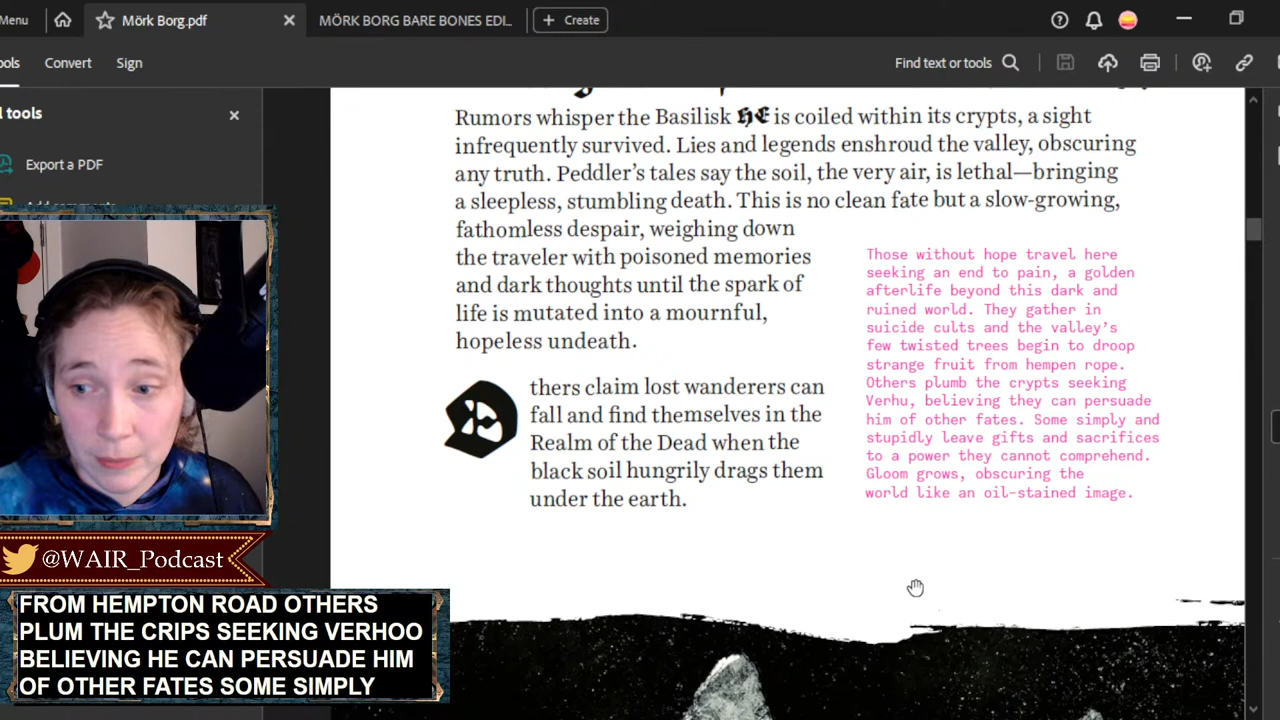 Menu
Mörk Borg.pdf
MÖRK BORG BARE BONES EDI...
Create
ools
Convert
Sign
Find text or tools
l tools
Export a PDF
Rumors whisper the Basilisk HE is coiled within its crypts, a sight
infrequently survived. Lies and legends enshroud the valley, obscuring
any truth. Peddler's tales say the soil, the very air, is lethal—bringing
a sleepless, stumbling death. This is no clean fate but a slow-growing,
fathomless despair, weighing down
the traveler with poisoned memories
and dark thoughts until the spark of
life is mutated into a mournful,
hopeless undeath.
thers claim lost wanderers can
fall and find themselves in the
Realm of the Dead when the
black soil hungrily drags them
under the earth.
Those without hope travel here
seeking an end to pain, a golden
afterlife beyond this dark and
ruined world. They gather in
suicide cults and the valley's
few twisted trees begin to droop
strange fruit from hempen rope.
Others plumb the crypts seeking
Verhu, believing they can persuade
him of other fates. Some simply and
stupidly leave gifts and sacrifices
to a power they cannot comprehend.
Gloom grows, obscuring the
world like an oil-stained image.
@WAIR_Podcast
FROM HEMPTON ROAD OTHERS
PLUM THE CRIPS SEEKING VERHOO
BELIEVING HE CAN PERSUADE HIM
OF OTHER FATES SOME SIMPLY